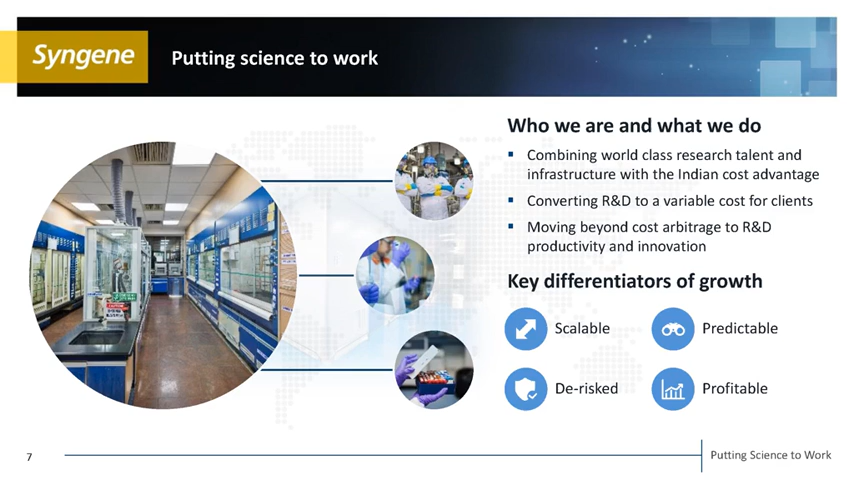 Syngene
Putting science to work
Who we are and what we do
▪ Combining world class research talent and
infrastructure with the Indian cost advantage
▪ Converting R&D to a variable cost for clients
▪ Moving beyond cost arbitrage to R&D
productivity and innovation
Key differentiators of growth
Scalable
Predictable
De-risked
Profitable
7
Putting Science to Work